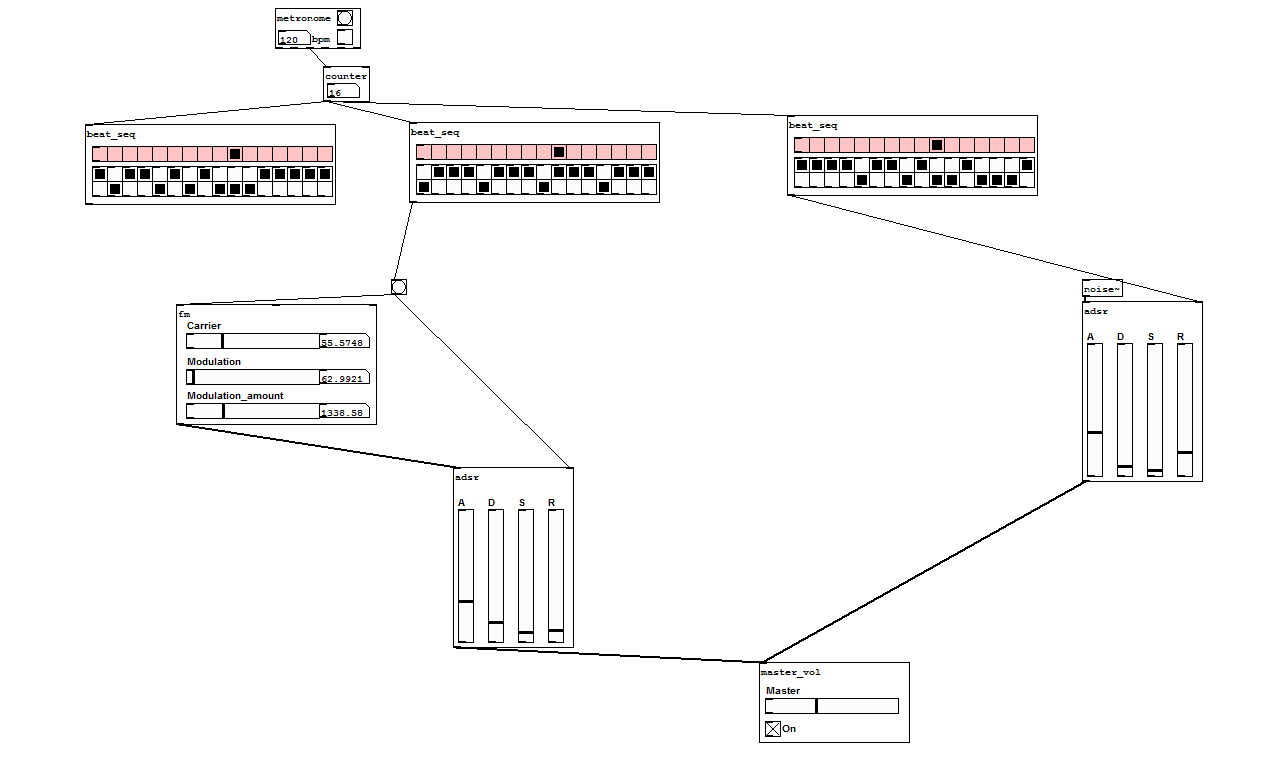 metronome
120 bpm
counter
16
beat_seq
beat_seq
beat_seq
noise~
fm
Carrier
55.5748
Modulation
62.9921
Modulation_amount
1338.58
adsr
A D S R
adsr
A D S R
master_vol
Master
On